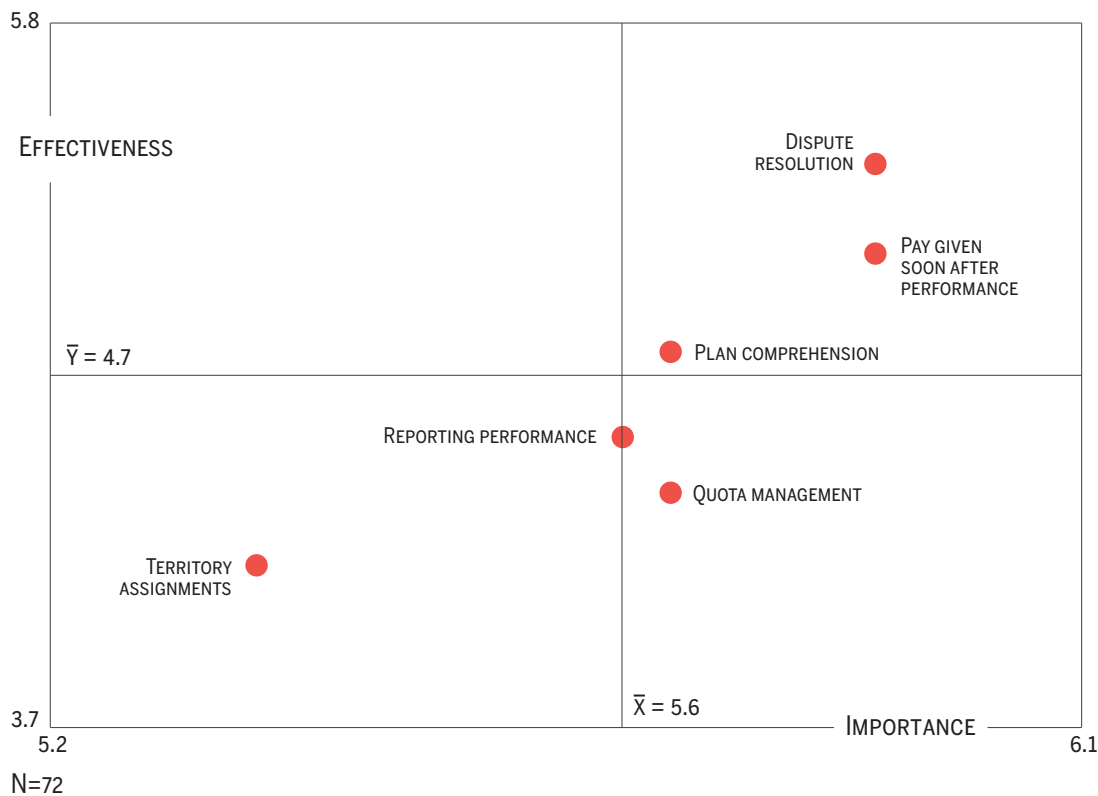 5.8
EFFECTIVENESS
DISPUTE
RESOLUTION
PAY GIVEN
SOON AFTER
PERFORMANCE
Y̅ = 4.7
PLAN COMPREHENSION
REPORTING PERFORMANCE
QUOTA MANAGEMENT
TERRITORY
ASSIGNMENTS
X̅ = 5.6
3.7
IMPORTANCE
5.2
6.1
N=72